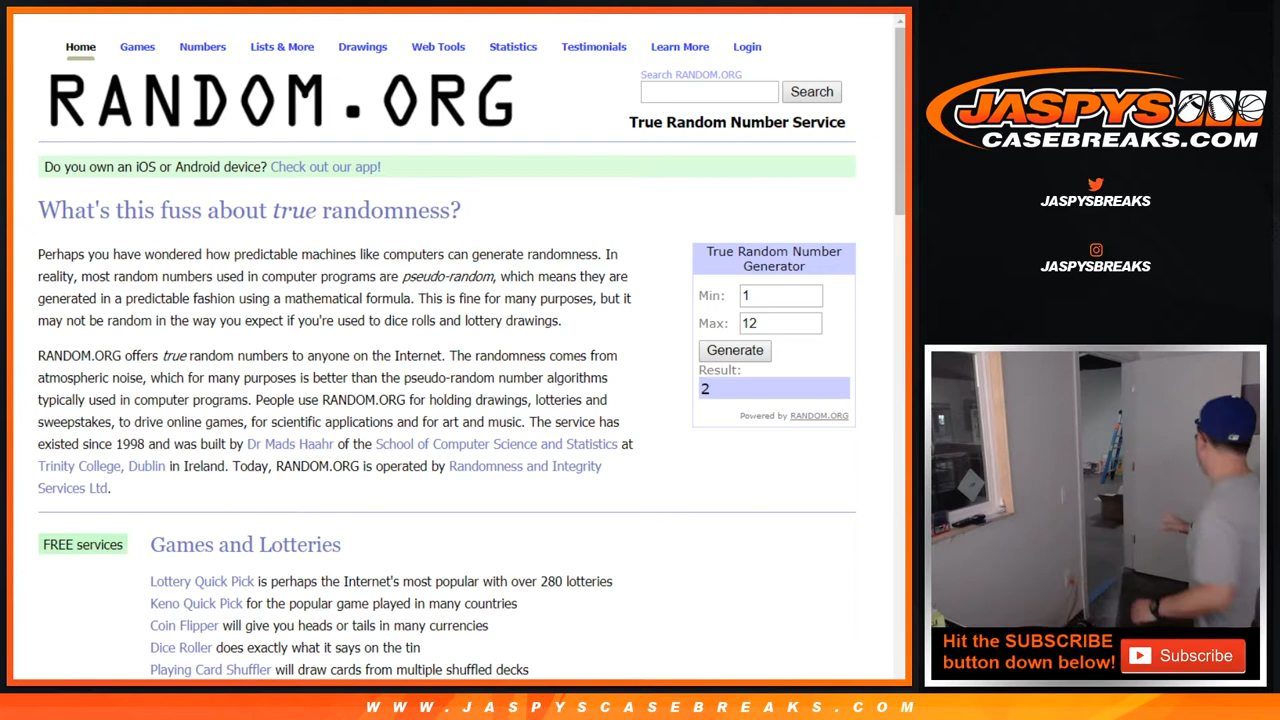 Home Games Numbers Lists & More Drawings Web Tools Statistics Testimonials Learn More Login
RANDOM.ORG
Search RANDOM.ORG
Search
True Random Number Service
Do you own an iOS or Android device? Check out our app!
What's this fuss about true randomness?
Perhaps you have wondered how predictable machines like computers can generate randomness. In
reality, most random numbers used in computer programs are pseudo-random, which means they are
generated in a predictable fashion using a mathematical formula. This is fine for many purposes, but it
may not be random in the way you expect if you're used to dice rolls and lottery drawings.
RANDOM.ORG offers true random numbers to anyone on the Internet. The randomness comes from
atmospheric noise, which for many purposes is better than the pseudo-random number algorithms
typically used in computer programs. People use RANDOM.ORG for holding drawings, lotteries and
sweepstakes, to drive online games, for scientific applications and for art and music. The service has
existed since 1998 and was built by Dr Mads Haahr of the School of Computer Science and Statistics at
Trinity College, Dublin in Ireland. Today, RANDOM.ORG is operated by Randomness and Integrity
Services Ltd.
True Random Number
Generator
Min: 1
Max: 12
Generate
Result:
2
Powered by RANDOM.ORG
FREE services
Games and Lotteries
Lottery Quick Pick is perhaps the Internet's most popular with over 280 lotteries
Keno Quick Pick for the popular game played in many countries
Coin Flipper will give you heads or tails in many currencies
Dice Roller does exactly what it says on the tin
Playing Card Shuffler will draw cards from multiple shuffled decks
JASPYS
CASEBREAKS.COM
JASPYSBREAKS
JASPYSBREAKS
Hit the SUBSCRIBE
button down below!
Subscribe
WWW.JASPYSCASEBREAKS.COM